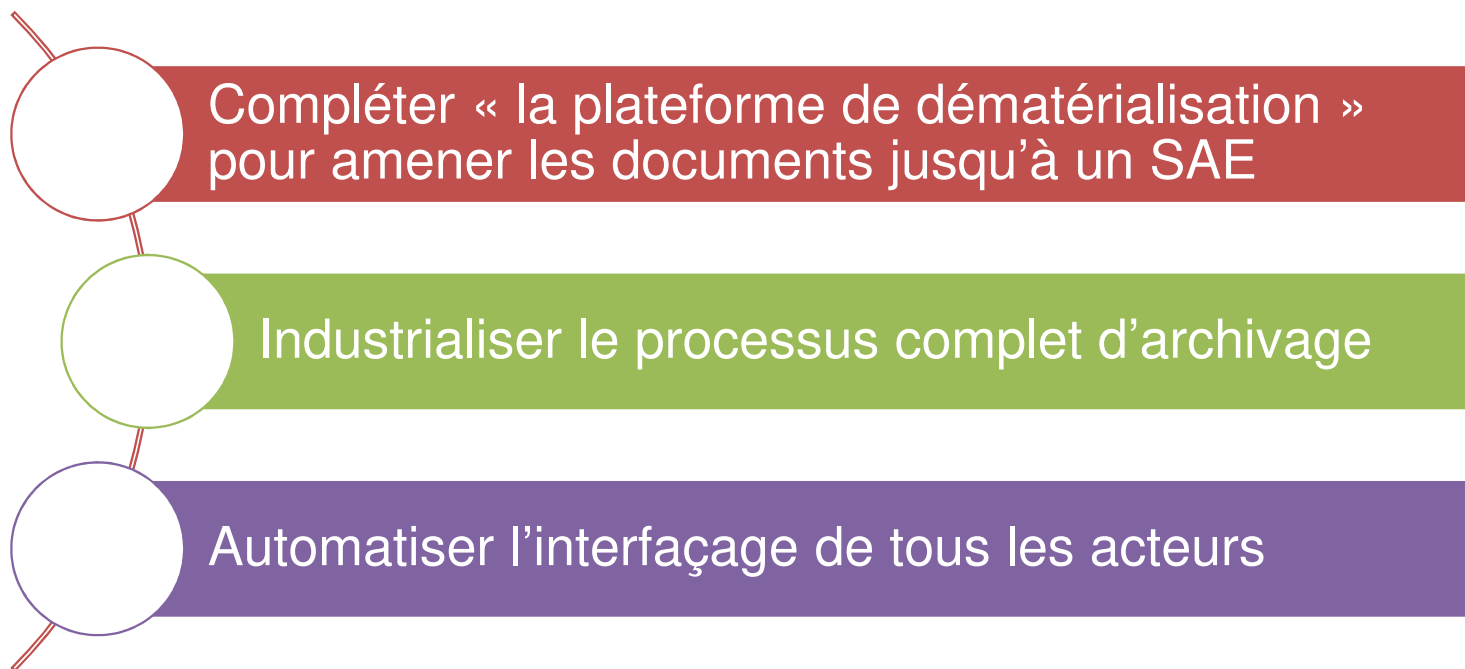 Compléter « la plateforme de dématérialisation »
pour amener les documents jusqu’à un SAE
Industrialiser le processus complet d’archivage
Automatiser l’interfaçage de tous les acteurs